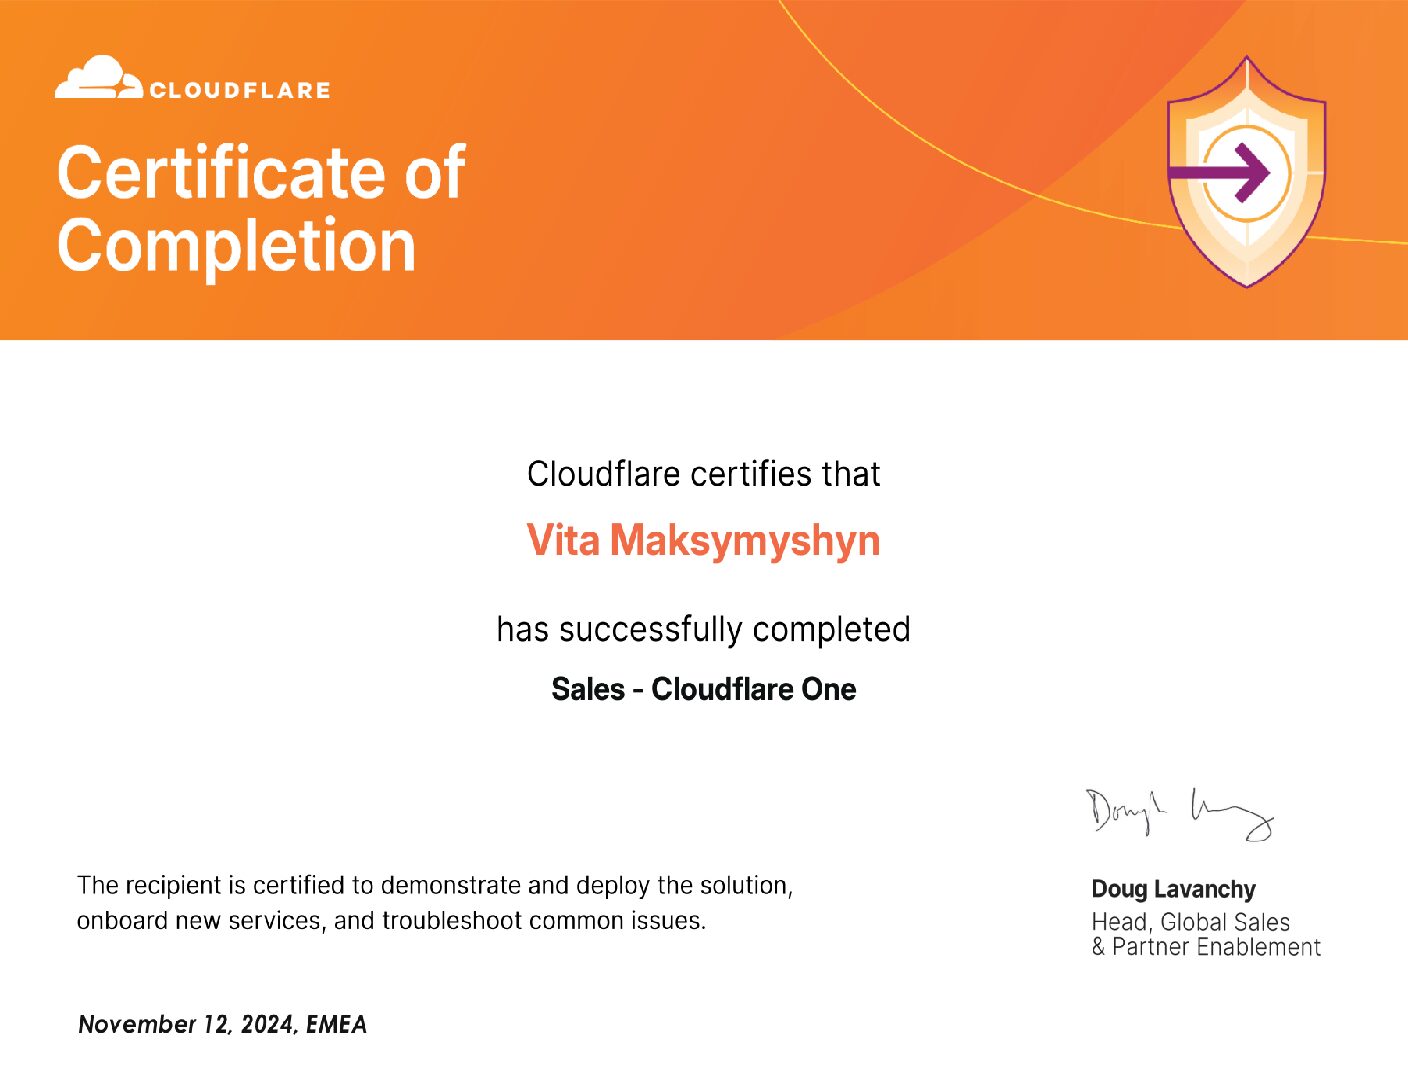 CLOUDFLARE
Certificate of
Completion
Cloudflare certifies that
Vita Maksymyshyn
has successfully completed
Sales - Cloudflare One
The recipient is certified to demonstrate and deploy the solution,
onboard new services, and troubleshoot common issues.
November 12, 2024, EMEA
Doug Lavanchy
Head, Global Sales
& Partner Enablement